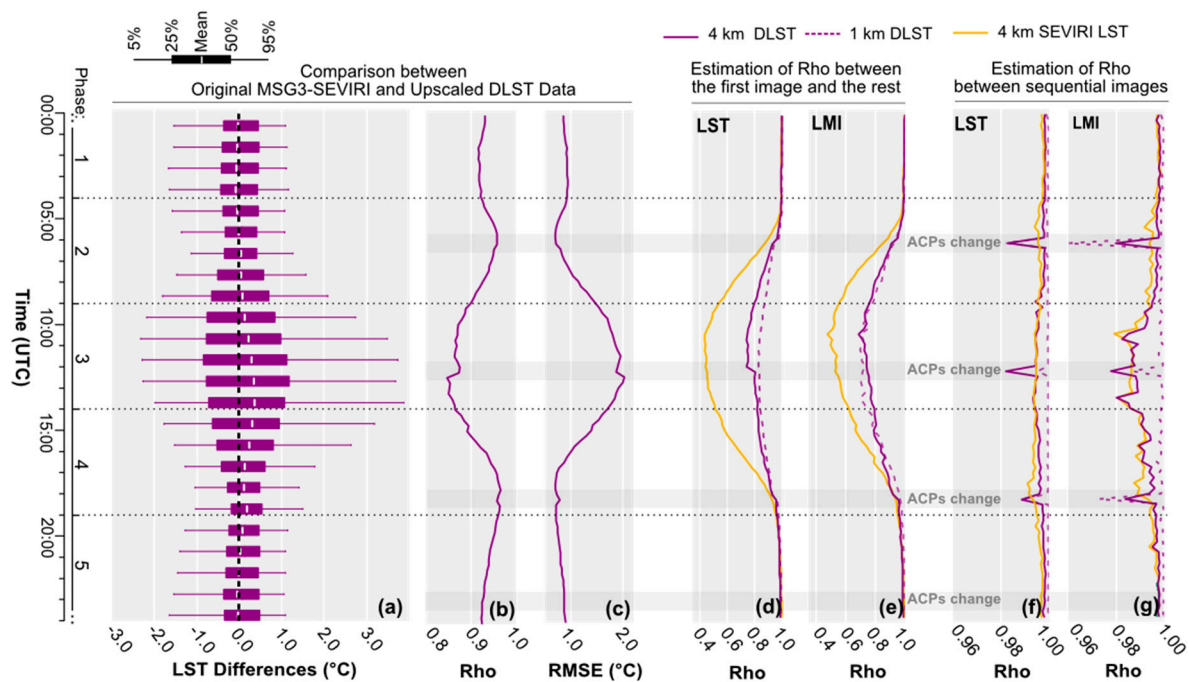 5%
25%
Mean
50%
95%
4 km DLST
1 km DLST
4 km SEVIRI LST
Comparison between
Original MSG3-SEVIRI and Upscaled DLST Data
Estimation of Rho between
the first image and the rest
Estimation of Rho
between sequential images
Phase:
1
2
3
4
5
00:00
05:00
10:00
15:00
20:00
Time (UTC)
LST
LMI
LST
LMI
ACPs change
ACPs change
ACPs change
ACPs change
(a)
(b)
(c)
(d)
(e)
(f)
(g)
-3.0
-2.0
-1.0
0.0
1.0
2.0
3.0
0.8
0.9
1.0
1.0
2.0
0.4
0.6
0.8
1.0
0.4
0.6
0.8
1.0
0.96
0.98
1.00
0.96
0.98
1.00
LST Differences (°C)
Rho
RMSE (°C)
Rho
Rho
Rho
Rho